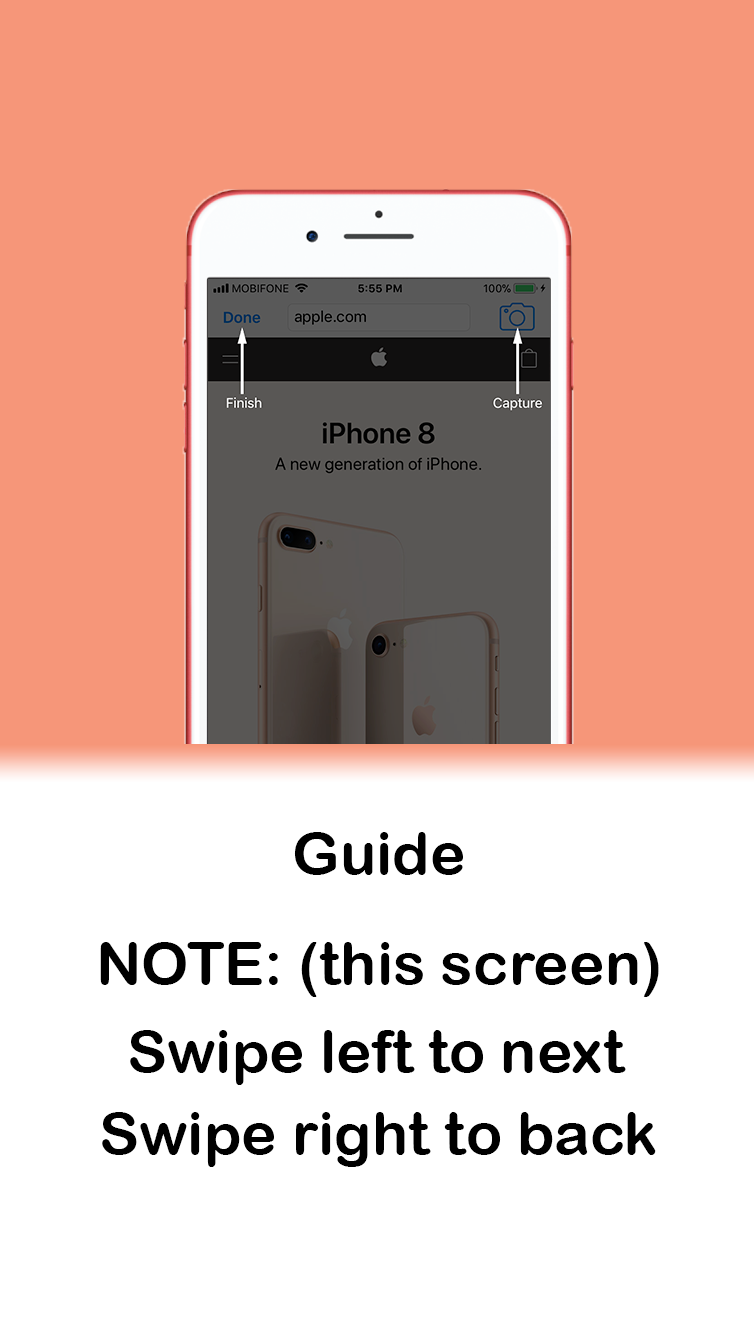 MOBIFONE 5:55 PM 100%
Done apple.com
Finish Capture
iPhone 8
A new generation of iPhone.
Guide
NOTE: (this screen)
Swipe left to next
Swipe right to back